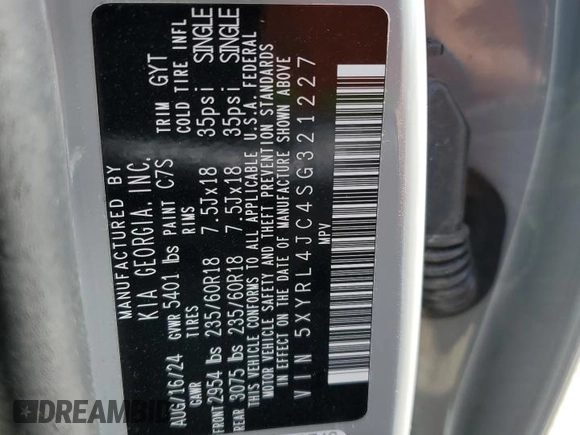 MANUFACTURED BY
KIA GEORGIA, INC.
AUG/16/24 GVWR 5401 lbs PAINT C7S TRIM GYT
GAWR TIRES RIMS COLD TIRE INFL
FRONT 2954 lbs 235/60R18 7.5Jx18 35psi SINGLE
REAR 3075 lbs 235/60R18 7.5Jx18 35psi SINGLE
THIS VEHICLE CONFORMS TO ALL APPLICABLE U.S.A. FEDERAL
MOTOR VEHICLE SAFETY AND THEFT PREVENTION STANDARDS
IN EFFECT ON THE DATE OF MANUFACTURE SHOWN ABOVE
VIN 5XYRL4JC4SG321227
MPV
DREAMBID